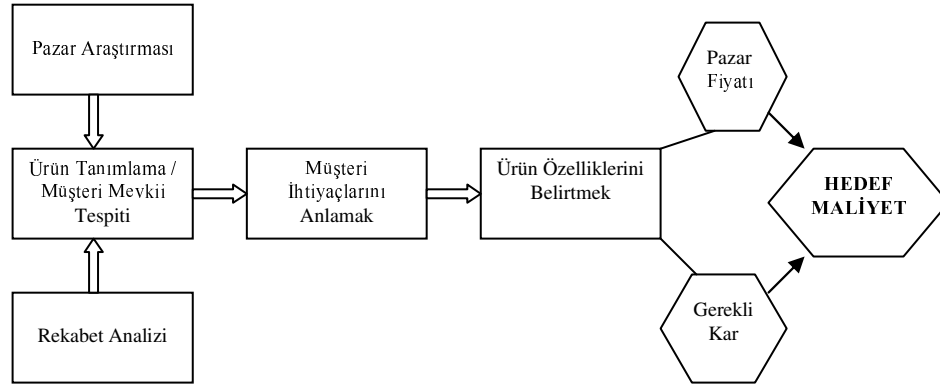 Pazar Araştırması
Ürün Tanımlama /
Müşteri Mevkii
Tespiti
Rekabet Analizi
Müşteri
İhtiyaçlarını
Anlamak
Ürün Özelliklerini
Belirtmek
Pazar
Fiyatı
Gerekli
Kar
HEDEF
MALİYET